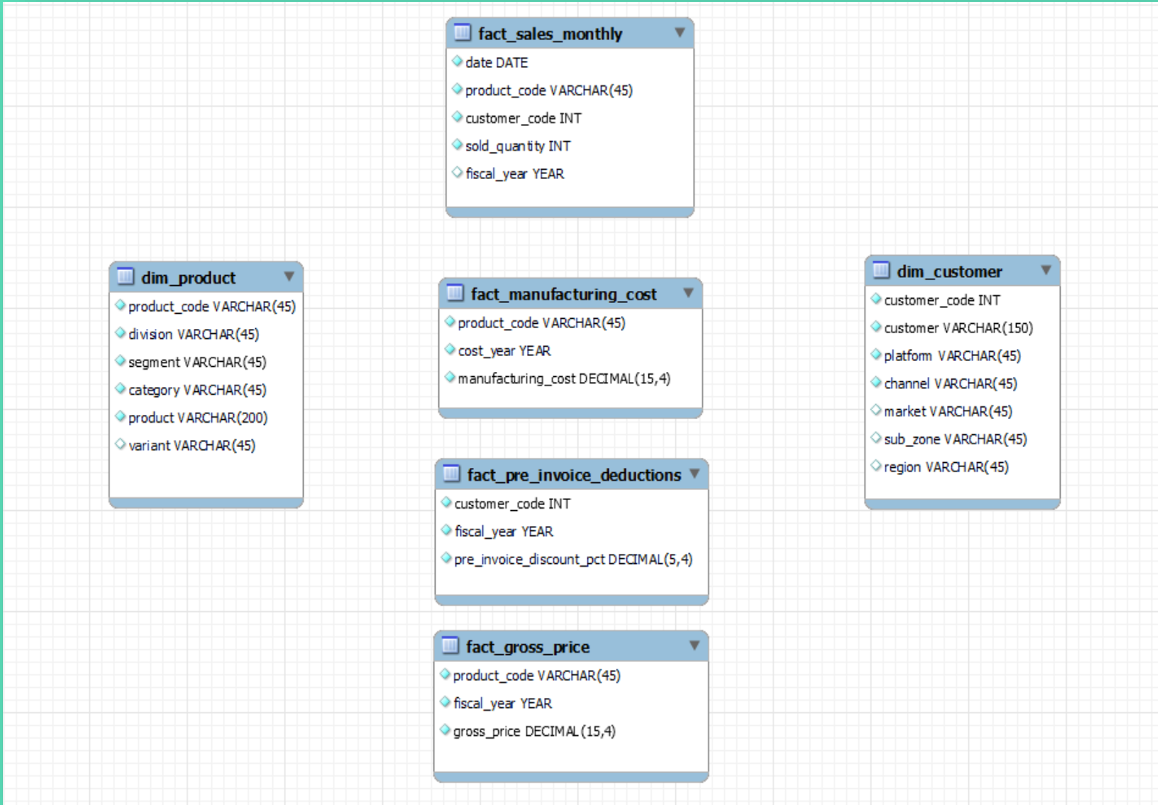 fact_sales_monthly
date DATE
product_code VARCHAR(45)
customer_code INT
sold_quantity INT
fiscal_year YEAR
dim_product
product_code VARCHAR(45)
division VARCHAR(45)
segment VARCHAR(45)
category VARCHAR(45)
product VARCHAR(200)
variant VARCHAR(45)
fact_manufacturing_cost
product_code VARCHAR(45)
cost_year YEAR
manufacturing_cost DECIMAL(15,4)
dim_customer
customer_code INT
customer VARCHAR(150)
platform VARCHAR(45)
channel VARCHAR(45)
market VARCHAR(45)
sub_zone VARCHAR(45)
region VARCHAR(45)
fact_pre_invoice_deductions
customer_code INT
fiscal_year YEAR
pre_invoice_discount_pct DECIMAL(5,4)
fact_gross_price
product_code VARCHAR(45)
fiscal_year YEAR
gross_price DECIMAL(15,4)